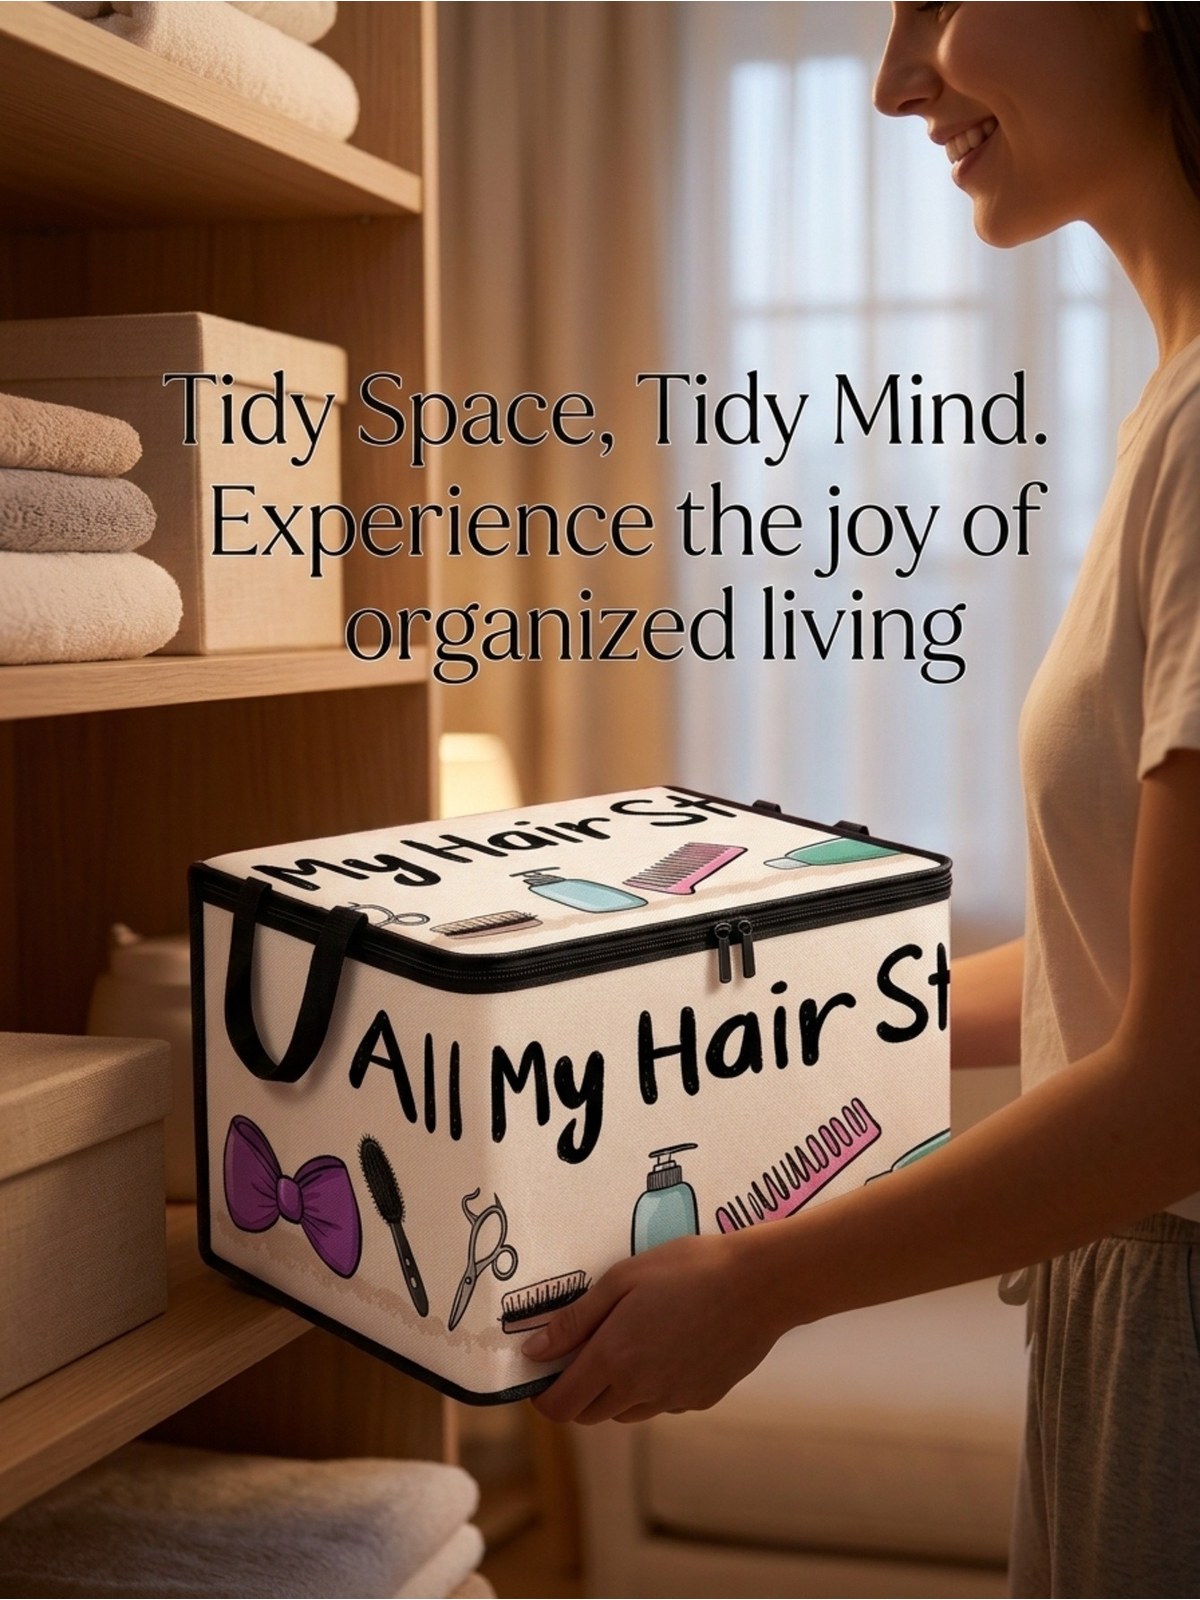 Tidy Space, Tidy Mind.
Experience the joy of
organized living
My Hair St
All My Hair St